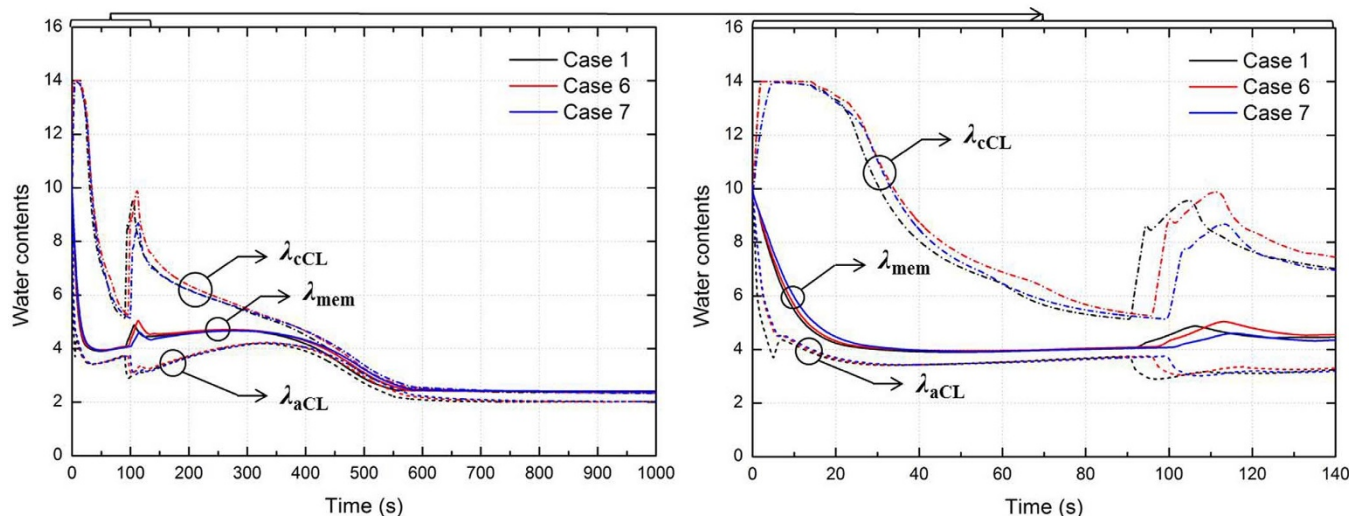 16
14
12
10
8
6
4
2
0
Water contents
Case 1
Case 6
Case 7
λcCL
λmem
λaCL
0 100 200 300 400 500 600 700 800 900 1000
Time (s)
16
14
12
10
8
6
4
2
0
Water contents
Case 1
Case 6
Case 7
λcCL
λmem
λaCL
0 20 40 60 80 100 120 140
Time (s)